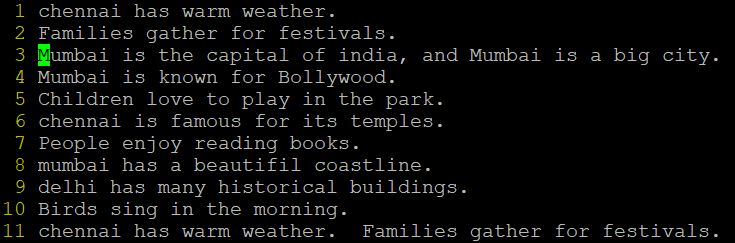 1 chennai has warm weather.
2 Families gather for festivals.
3 Mumbai is the capital of india, and Mumbai is a big city.
4 Mumbai is known for Bollywood.
5 Children love to play in the park.
6 chennai is famous for its temples.
7 People enjoy reading books.
8 mumbai has a beautifil coastline.
9 delhi has many historical buildings.
10 Birds sing in the morning.
11 chennai has warm weather.  Families gather for festivals.